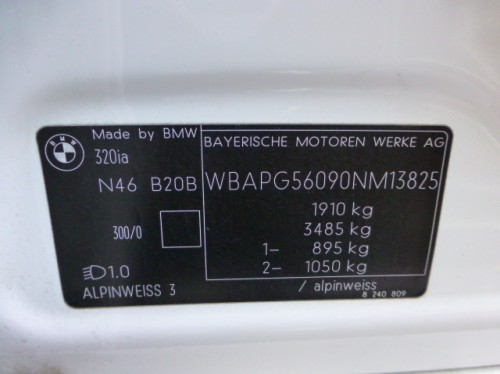 BMW
Made by BMW
320ia
N46 B20B
300/0
1.0
ALPINWEISS 3
BAYERISCHE MOTOREN WERKE AG
WBAPG56090NM13825
1910 kg
3485 kg
1– 895 kg
2– 1050 kg
/ alpinweiss
8 240 809